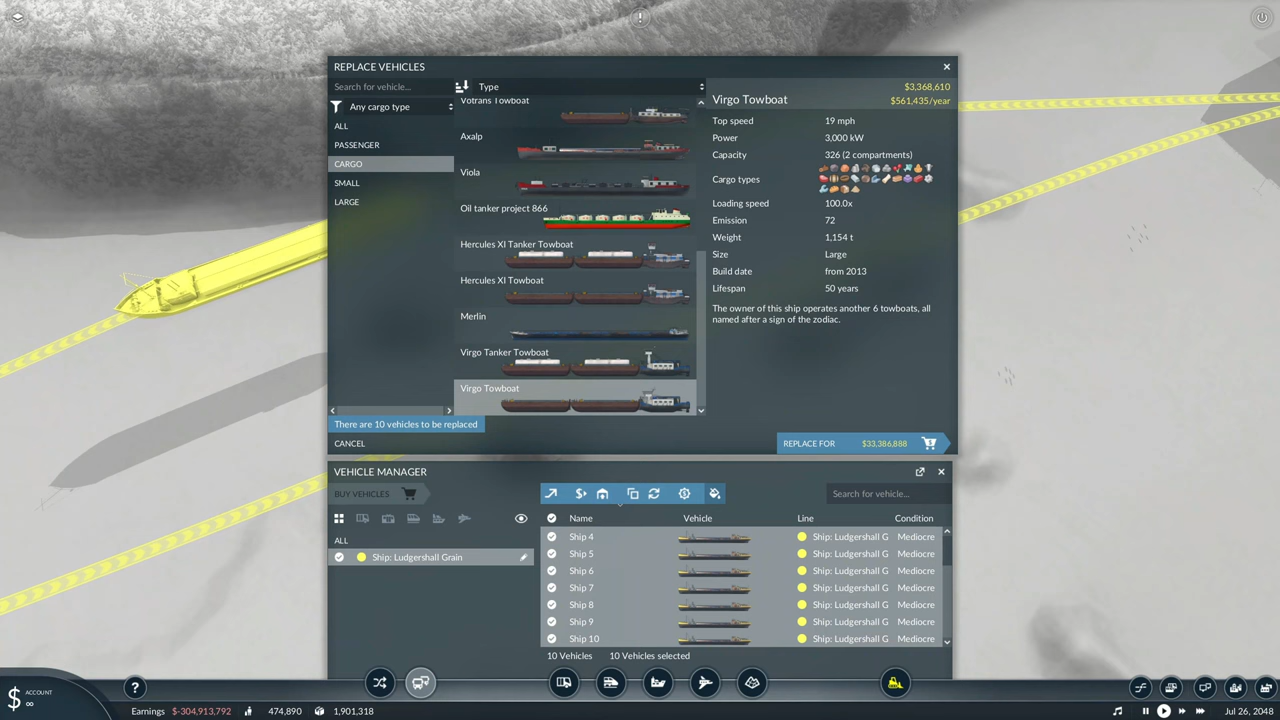 REPLACE VEHICLES
Search for vehicle...
Type
Any cargo type
ALL
PASSENGER
CARGO
SMALL
LARGE
Votrans Towboat
Axalp
Viola
Oil tanker project 866
Hercules XI Tanker Towboat
Hercules XI Towboat
Merlin
Virgo Tanker Towboat
Virgo Towboat
$3,368,610
Virgo Towboat $561,435/year
Top speed 19 mph
Power 3,000 kW
Capacity 326 (2 compartments)
Cargo types
Loading speed 100.0x
Emission 72
Weight 1,154 t
Size Large
Build date from 2013
Lifespan 50 years
The owner of this ship operates another 6 towboats, all
named after a sign of the zodiac.
There are 10 vehicles to be replaced
CANCEL
REPLACE FOR $33,386,888
VEHICLE MANAGER
BUY VEHICLES
Search for vehicle...
ALL
Ship: Ludgershall Grain
Name Vehicle Line Condition
Ship 4 Ship: Ludgershall G Mediocre
Ship 5 Ship: Ludgershall G Mediocre
Ship 6 Ship: Ludgershall G Mediocre
Ship 7 Ship: Ludgershall G Mediocre
Ship 8 Ship: Ludgershall G Mediocre
Ship 9 Ship: Ludgershall G Mediocre
Ship 10 Ship: Ludgershall G Mediocre
10 Vehicles 10 Vehicles selected
$ ACCOUNT
∞
?
Earnings $-304,913,792 474,890 1,901,318
Jul 26, 2048